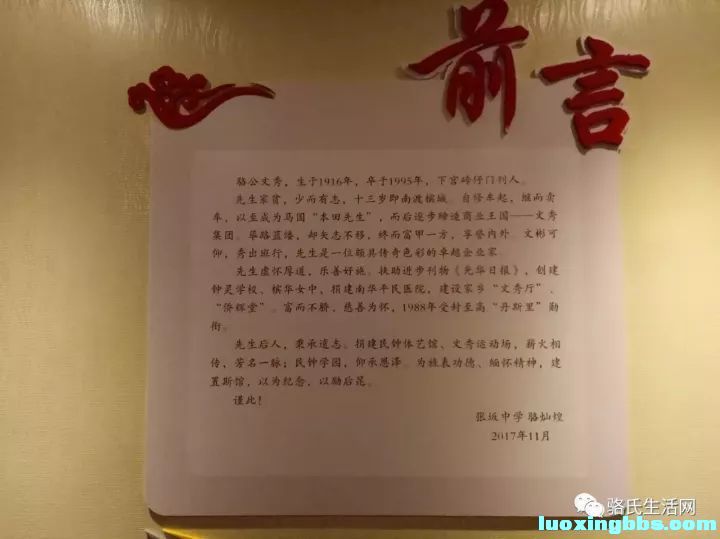 前言
骆公文秀，生于1916年，卒于1995年，下宫砖仔门利人。
先生家贫，少而有志，十三岁即南渡槟城。自修车起，继而卖
车，以至成为马国“本田先生”，而后逐步缔造商业王国——文秀
集团。荜路蓝缕，却矢志不移，终而富甲一方，享誉内外。文彬可
仰，秀出班行，先生是一位颇具传奇色彩的卓越企业家。
先生虚怀厚道，乐善好施。扶助进步刊物《光华日报》，创建
钟灵学校、槟华女中，捐建南华平民医院，建设家乡“文秀厅”、
“侨辉堂”。富而不骄，慈善为怀，1988年受封至高“丹斯里”勋
衔。
先生后人，秉承遗志。捐建民钟体艺馆、文秀运动场，薪火相
传，芳名一脉；民钟学园，仰承恩泽。为旌表功德、缅怀精神，建
置斯馆，以为纪念，以励后昆。
谨此！
张坂中学 骆灿煌
2017年11月
骆氏生活网
luoxingbbs.com